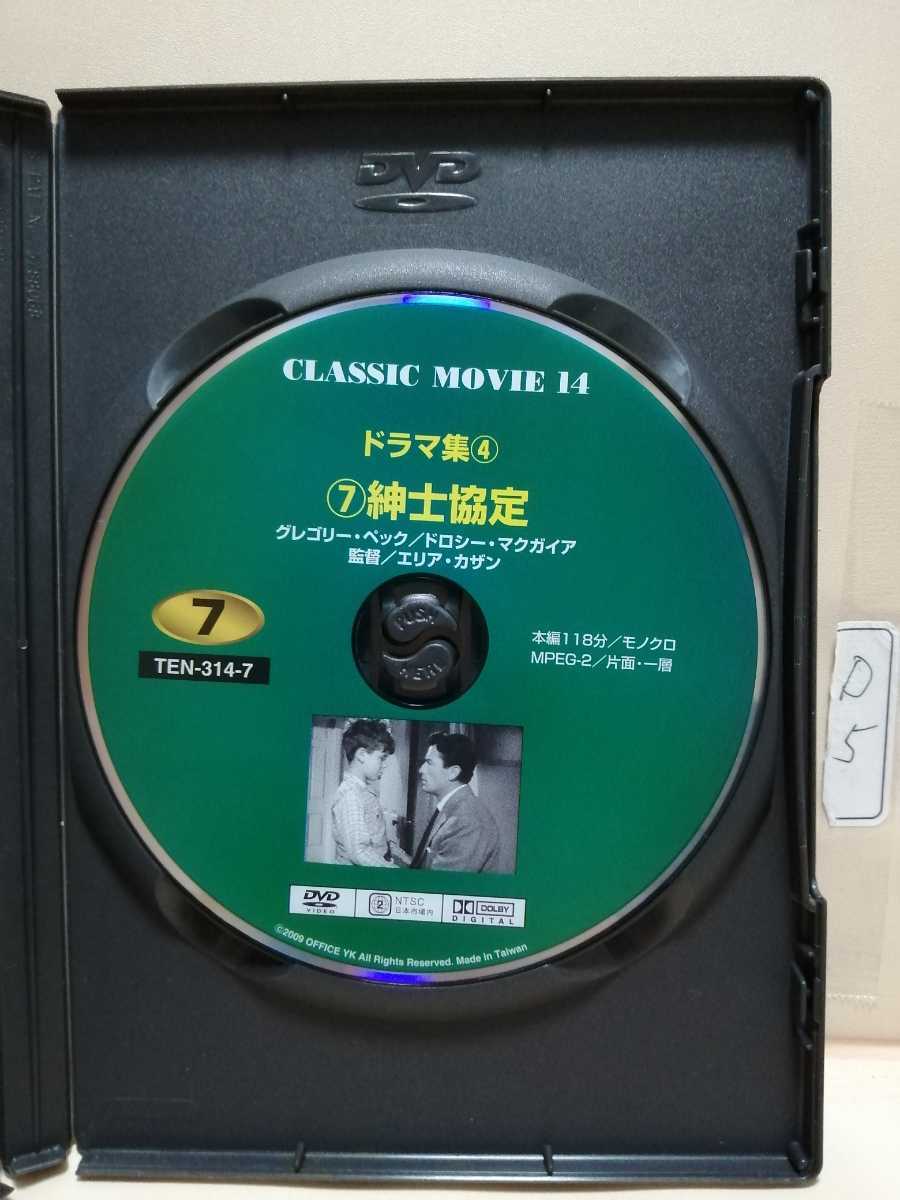 DVD
CLASSIC MOVIE 14
ドラマ集④
⑦紳士協定
グレゴリー・ペック／ドロシー・マクガイア
監督／エリア・カザン
7
TEN-314-7
本編118分／モノクロ
MPEG-2／片面・一層
PUSH
HERE
DVD
VIDEO
2
NTSC
日本市場向
DOLBY
DIGITAL
©2009 OFFICE YK All Rights Reserved. Made in Taiwan
D
5